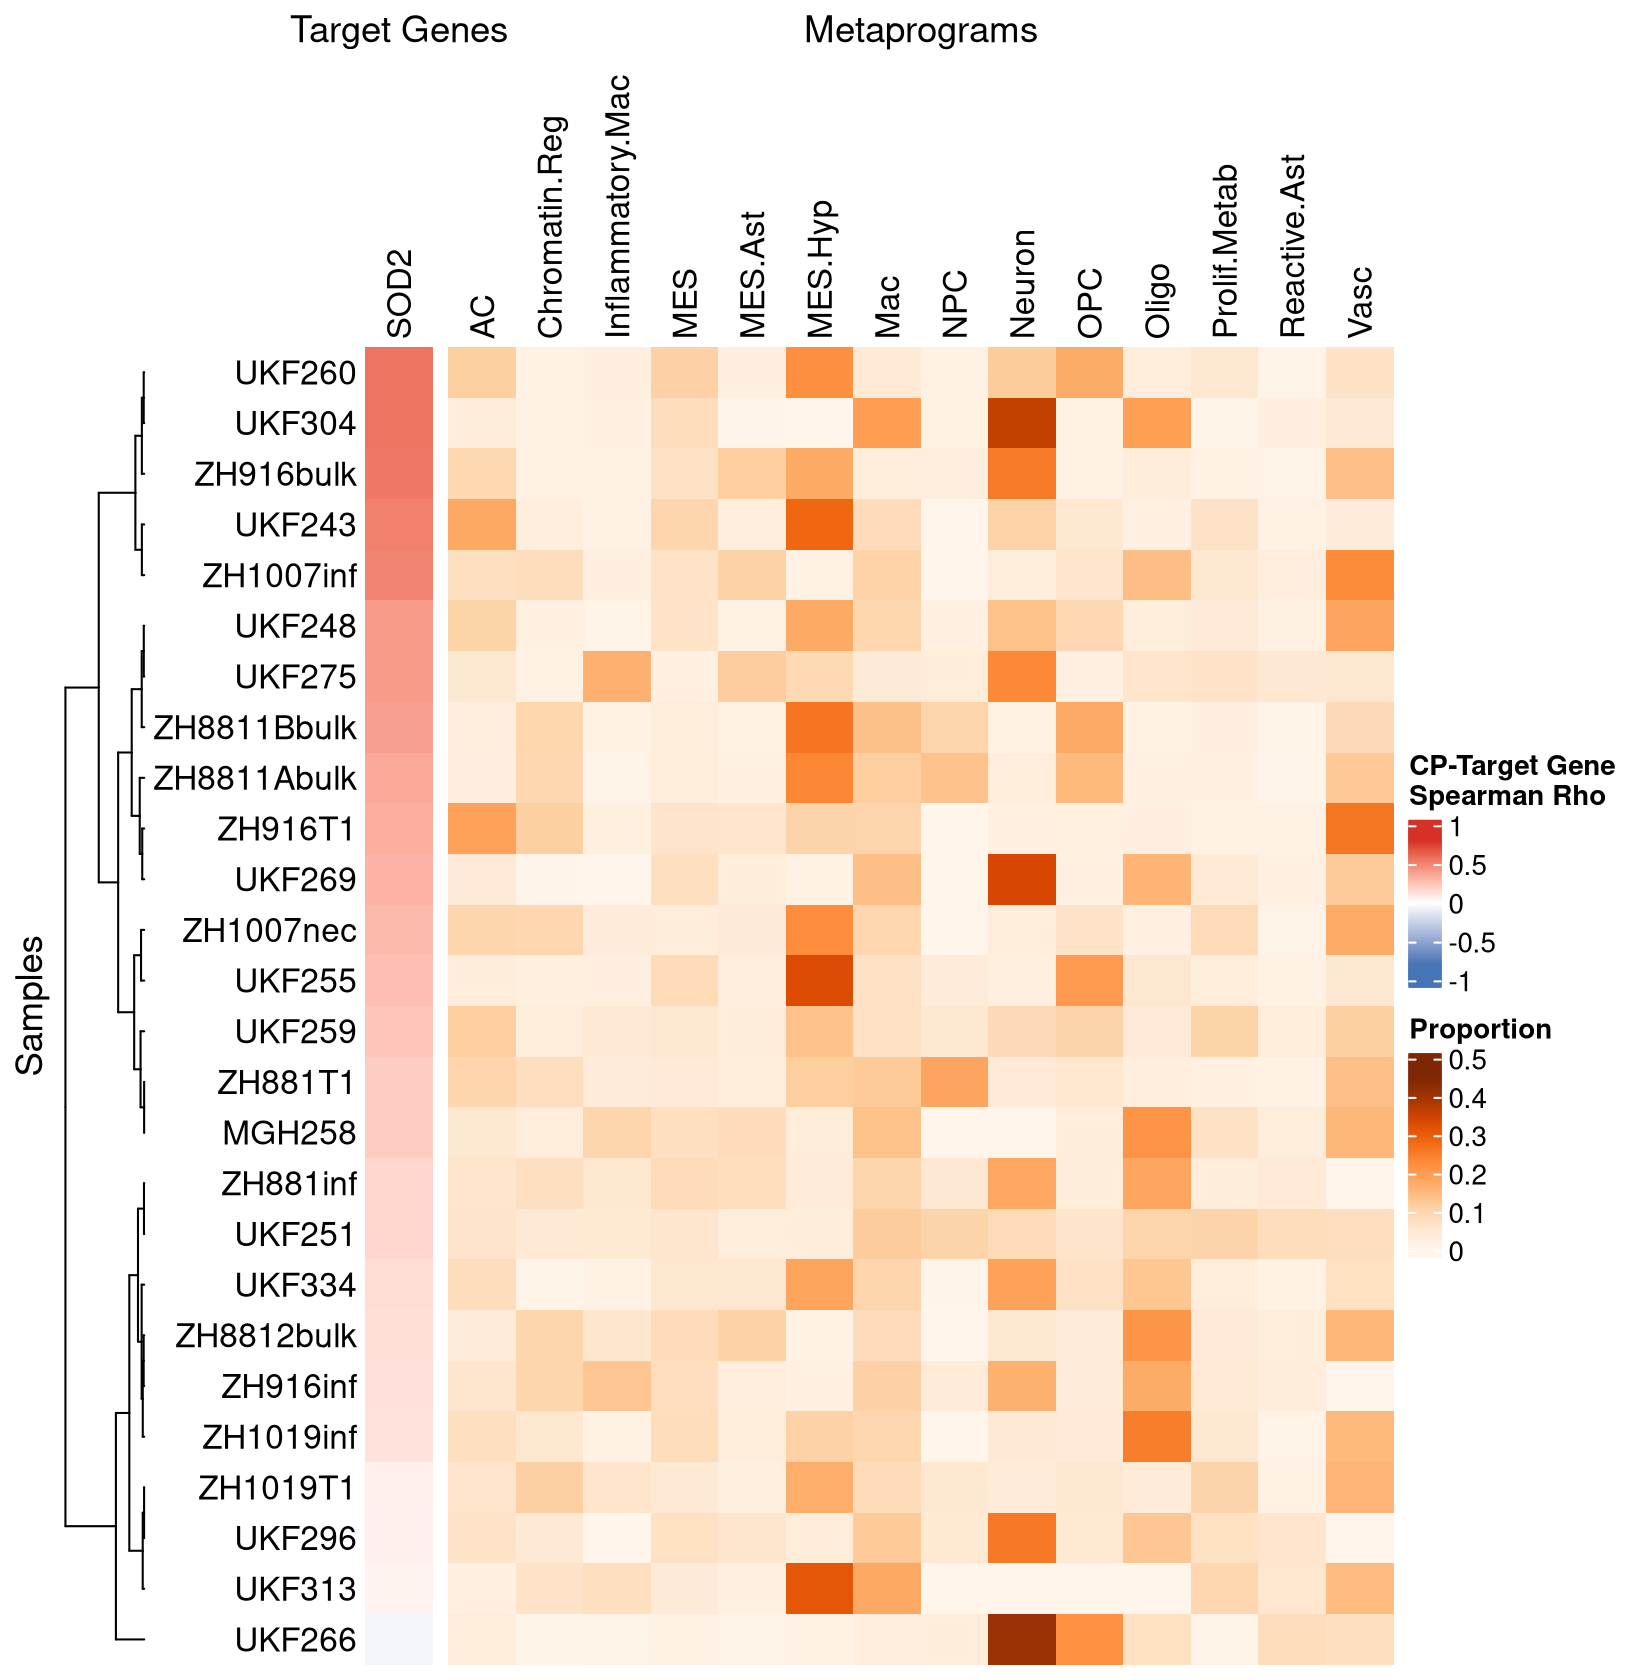 Target Genes
Metaprograms
SOD2
AC
Chromatin.Reg
Inflammatory.Mac
MES
MES.Ast
MES.Hyp
Mac
NPC
Neuron
OPC
Oligo
Prolif.Metab
Reactive.Ast
Vasc
Samples
UKF260
UKF304
ZH916bulk
UKF243
ZH1007inf
UKF248
UKF275
ZH8811Bbulk
ZH8811Abulk
ZH916T1
UKF269
ZH1007nec
UKF255
UKF259
ZH881T1
MGH258
ZH881inf
UKF251
UKF334
ZH8812bulk
ZH916inf
ZH1019inf
ZH1019T1
UKF296
UKF313
UKF266
CP-Target Gene
Spearman Rho
1
0.5
0
-0.5
-1
Proportion
0.5
0.4
0.3
0.2
0.1
0